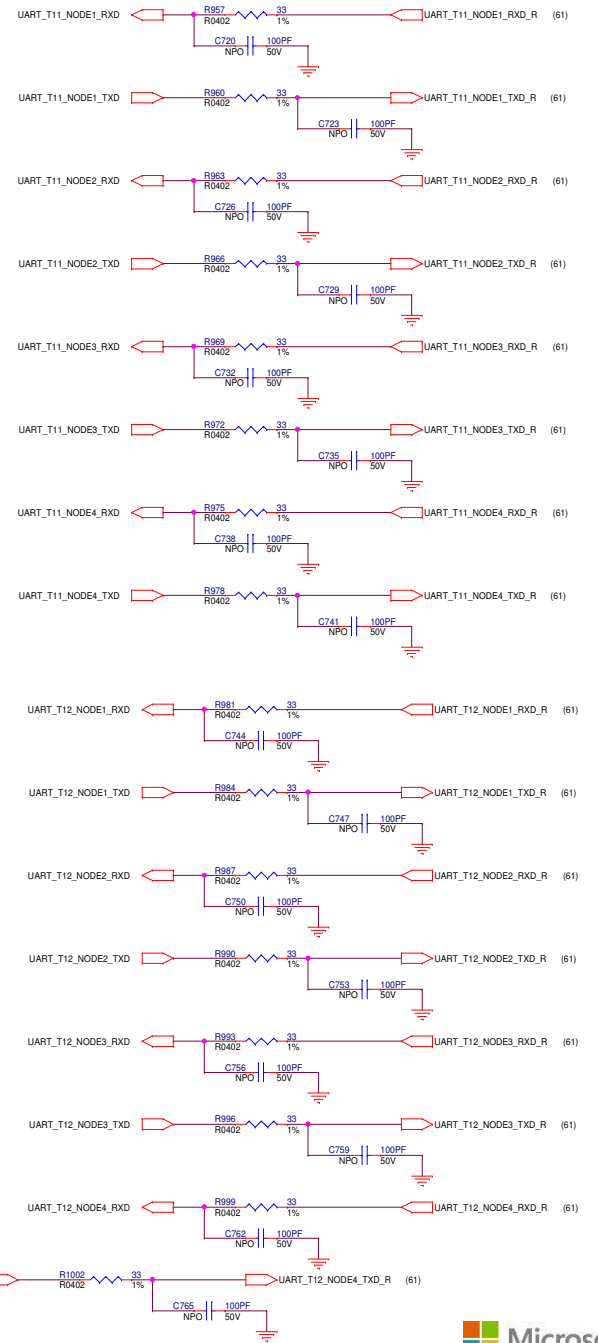 R957 33
UART_T11_NODE1_RXD UART_T11_NODE1_RXD_R (61)
R0402 1%
C720 100PF
NPO 50V
R960 33
UART_T11_NODE1_TXD UART_T11_NODE1_TXD_R (61)
R0402 1%
C723 100PF
NPO 50V
R963 33
UART_T11_NODE2_RXD UART_T11_NODE2_RXD_R (61)
R0402 1%
C726 100PF
NPO 50V
R966 33
UART_T11_NODE2_TXD UART_T11_NODE2_TXD_R (61)
R0402 1%
C729 100PF
NPO 50V
R969 33
UART_T11_NODE3_RXD UART_T11_NODE3_RXD_R (61)
R0402 1%
C732 100PF
NPO 50V
R972 33
UART_T11_NODE3_TXD UART_T11_NODE3_TXD_R (61)
R0402 1%
C735 100PF
NPO 50V
R975 33
UART_T11_NODE4_RXD UART_T11_NODE4_RXD_R (61)
R0402 1%
C738 100PF
NPO 50V
R978 33
UART_T11_NODE4_TXD UART_T11_NODE4_TXD_R (61)
R0402 1%
C741 100PF
NPO 50V
R981 33
UART_T12_NODE1_RXD UART_T12_NODE1_RXD_R (61)
R0402 1%
C744 100PF
NPO 50V
R984 33
UART_T12_NODE1_TXD UART_T12_NODE1_TXD_R (61)
R0402 1%
C747 100PF
NPO 50V
R987 33
UART_T12_NODE2_RXD UART_T12_NODE2_RXD_R (61)
R0402 1%
C750 100PF
NPO 50V
R990 33
UART_T12_NODE2_TXD UART_T12_NODE2_TXD_R (61)
R0402 1%
C753 100PF
NPO 50V
R993 33
UART_T12_NODE3_RXD UART_T12_NODE3_RXD_R (61)
R0402 1%
C756 100PF
NPO 50V
R996 33
UART_T12_NODE3_TXD UART_T12_NODE3_TXD_R (61)
R0402 1%
C759 100PF
NPO 50V
R999 33
UART_T12_NODE4_RXD UART_T12_NODE4_RXD_R (61)
R0402 1%
C762 100PF
NPO 50V
R1002 33
UART_T12_NODE4_TXD_R (61)
R0402 1%
C765 100PF
NPO 50V